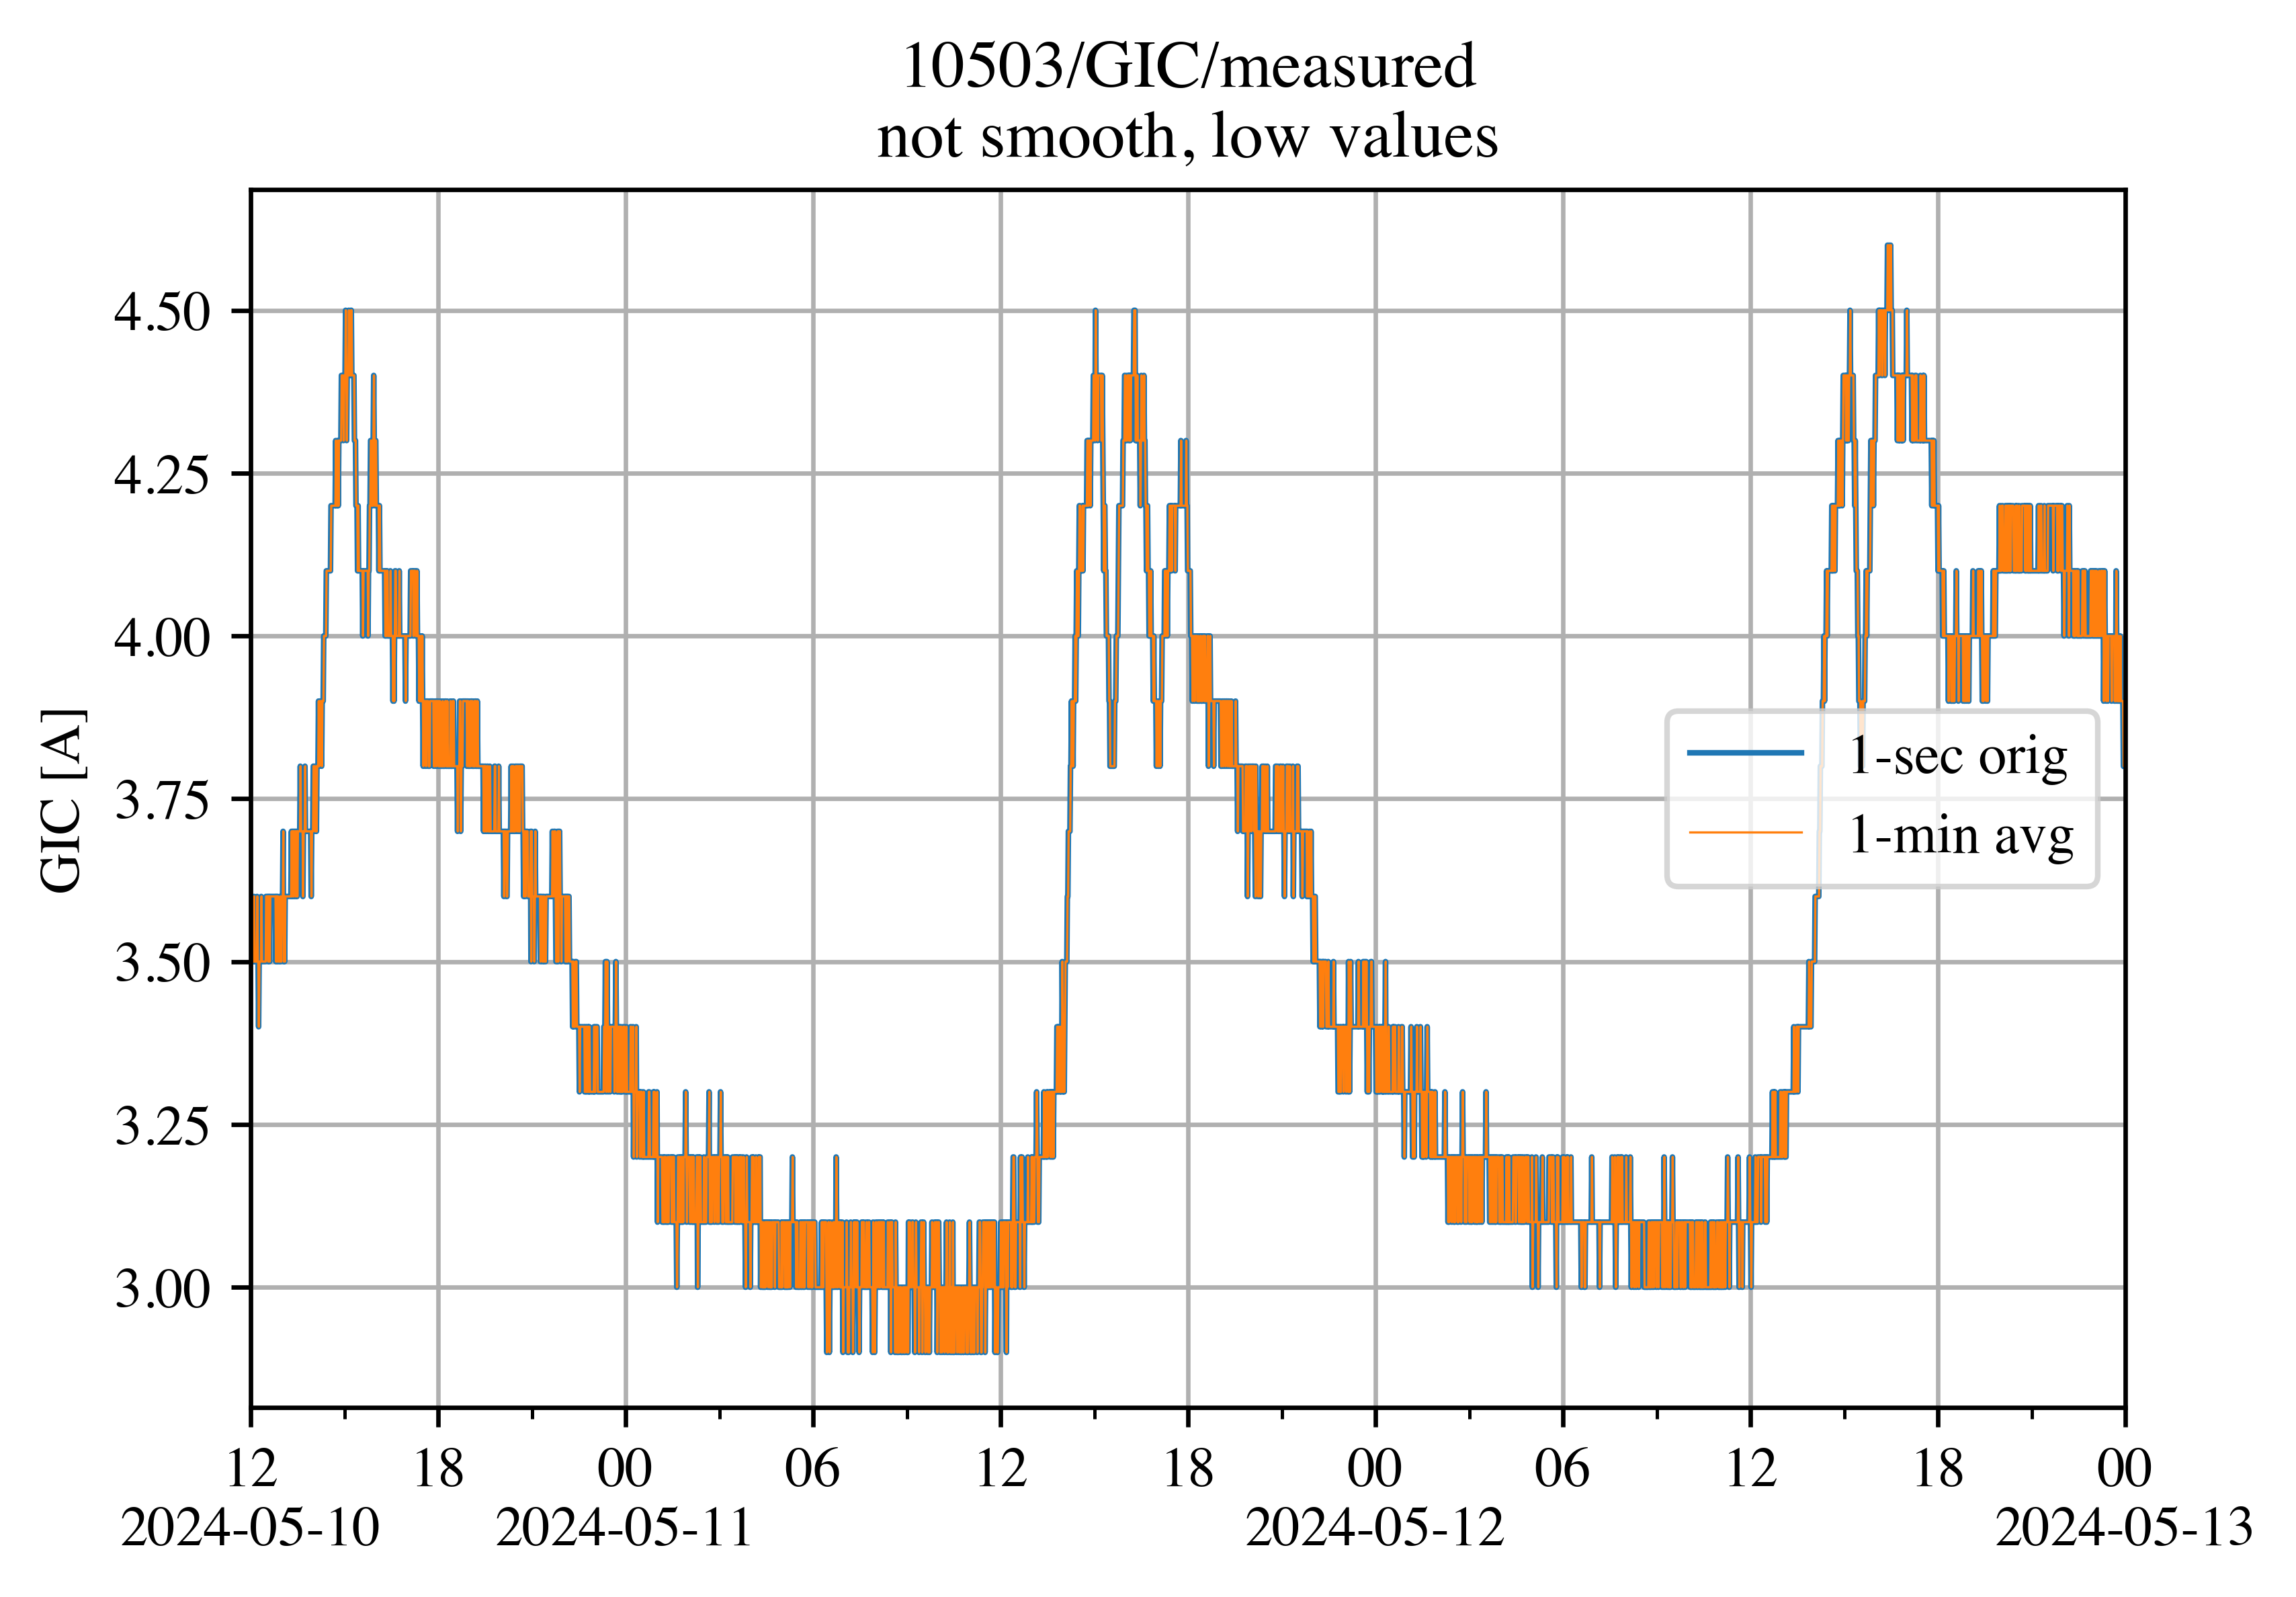 10503/GIC/measured
not smooth, low values
GIC [A]
4.50
4.25
4.00
3.75
3.50
3.25
3.00
1-sec orig
1-min avg
12 18 00 06 12 18 00 06 12 18 00
2024-05-10 2024-05-11 2024-05-12 2024-05-13